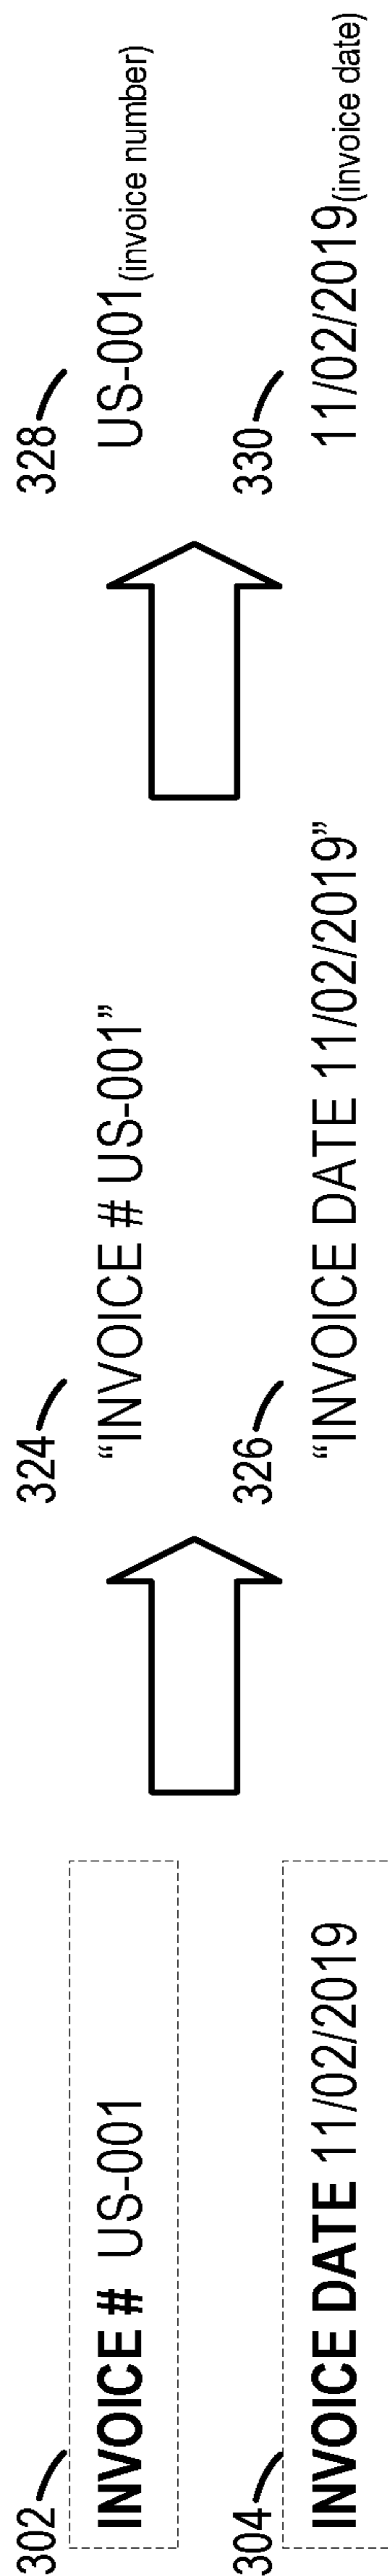 302
INVOICE # US-001
304
INVOICE DATE 11/02/2019
324
“INVOICE # US-001”
326
“INVOICE DATE 11/02/2019”
328
US-001(invoice number)
330
11/02/2019(invoice date)